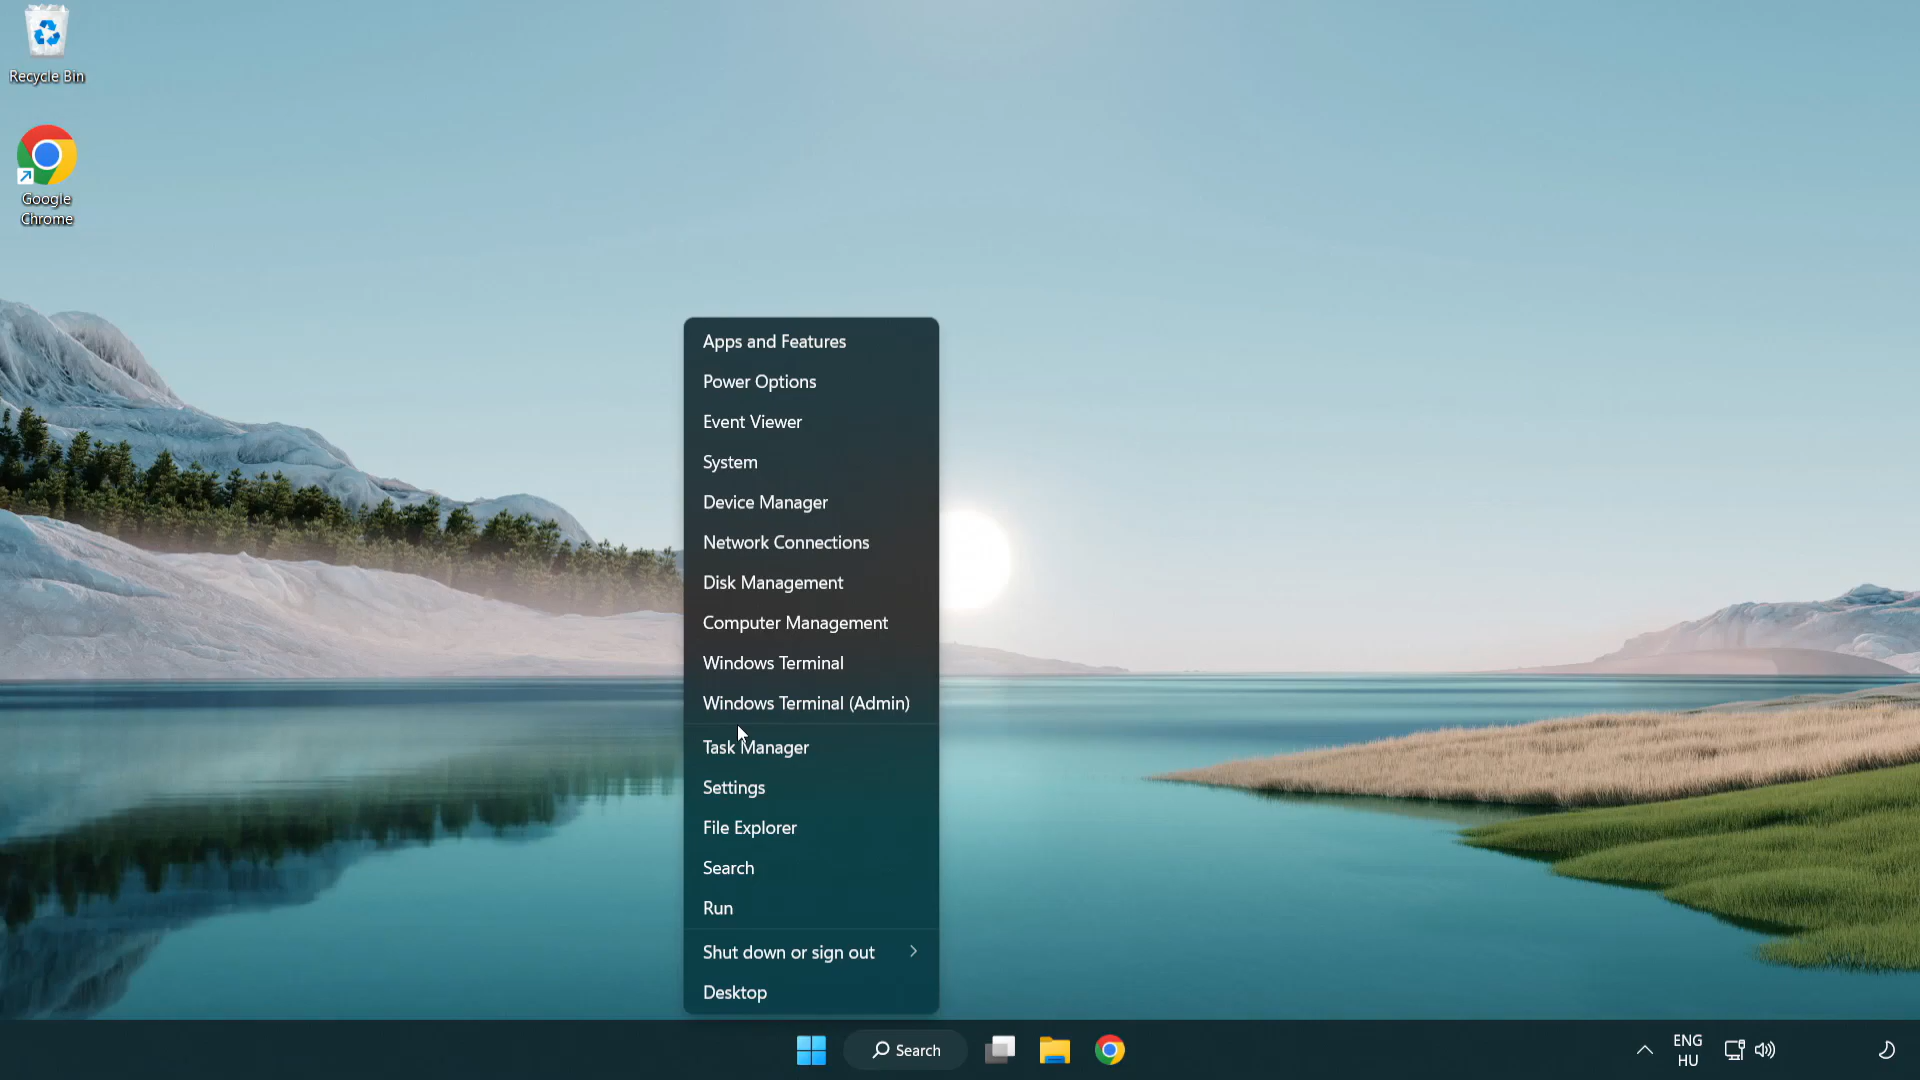 Recycle Bin
Google
Chrome
Apps and Features
Power Options
Event Viewer
System
Device Manager
Network Connections
Disk Management
Computer Management
Windows Terminal
Windows Terminal (Admin)
Task Manager
Settings
File Explorer
Search
Run
Shut down or sign out
Desktop
Search
ENG
HU